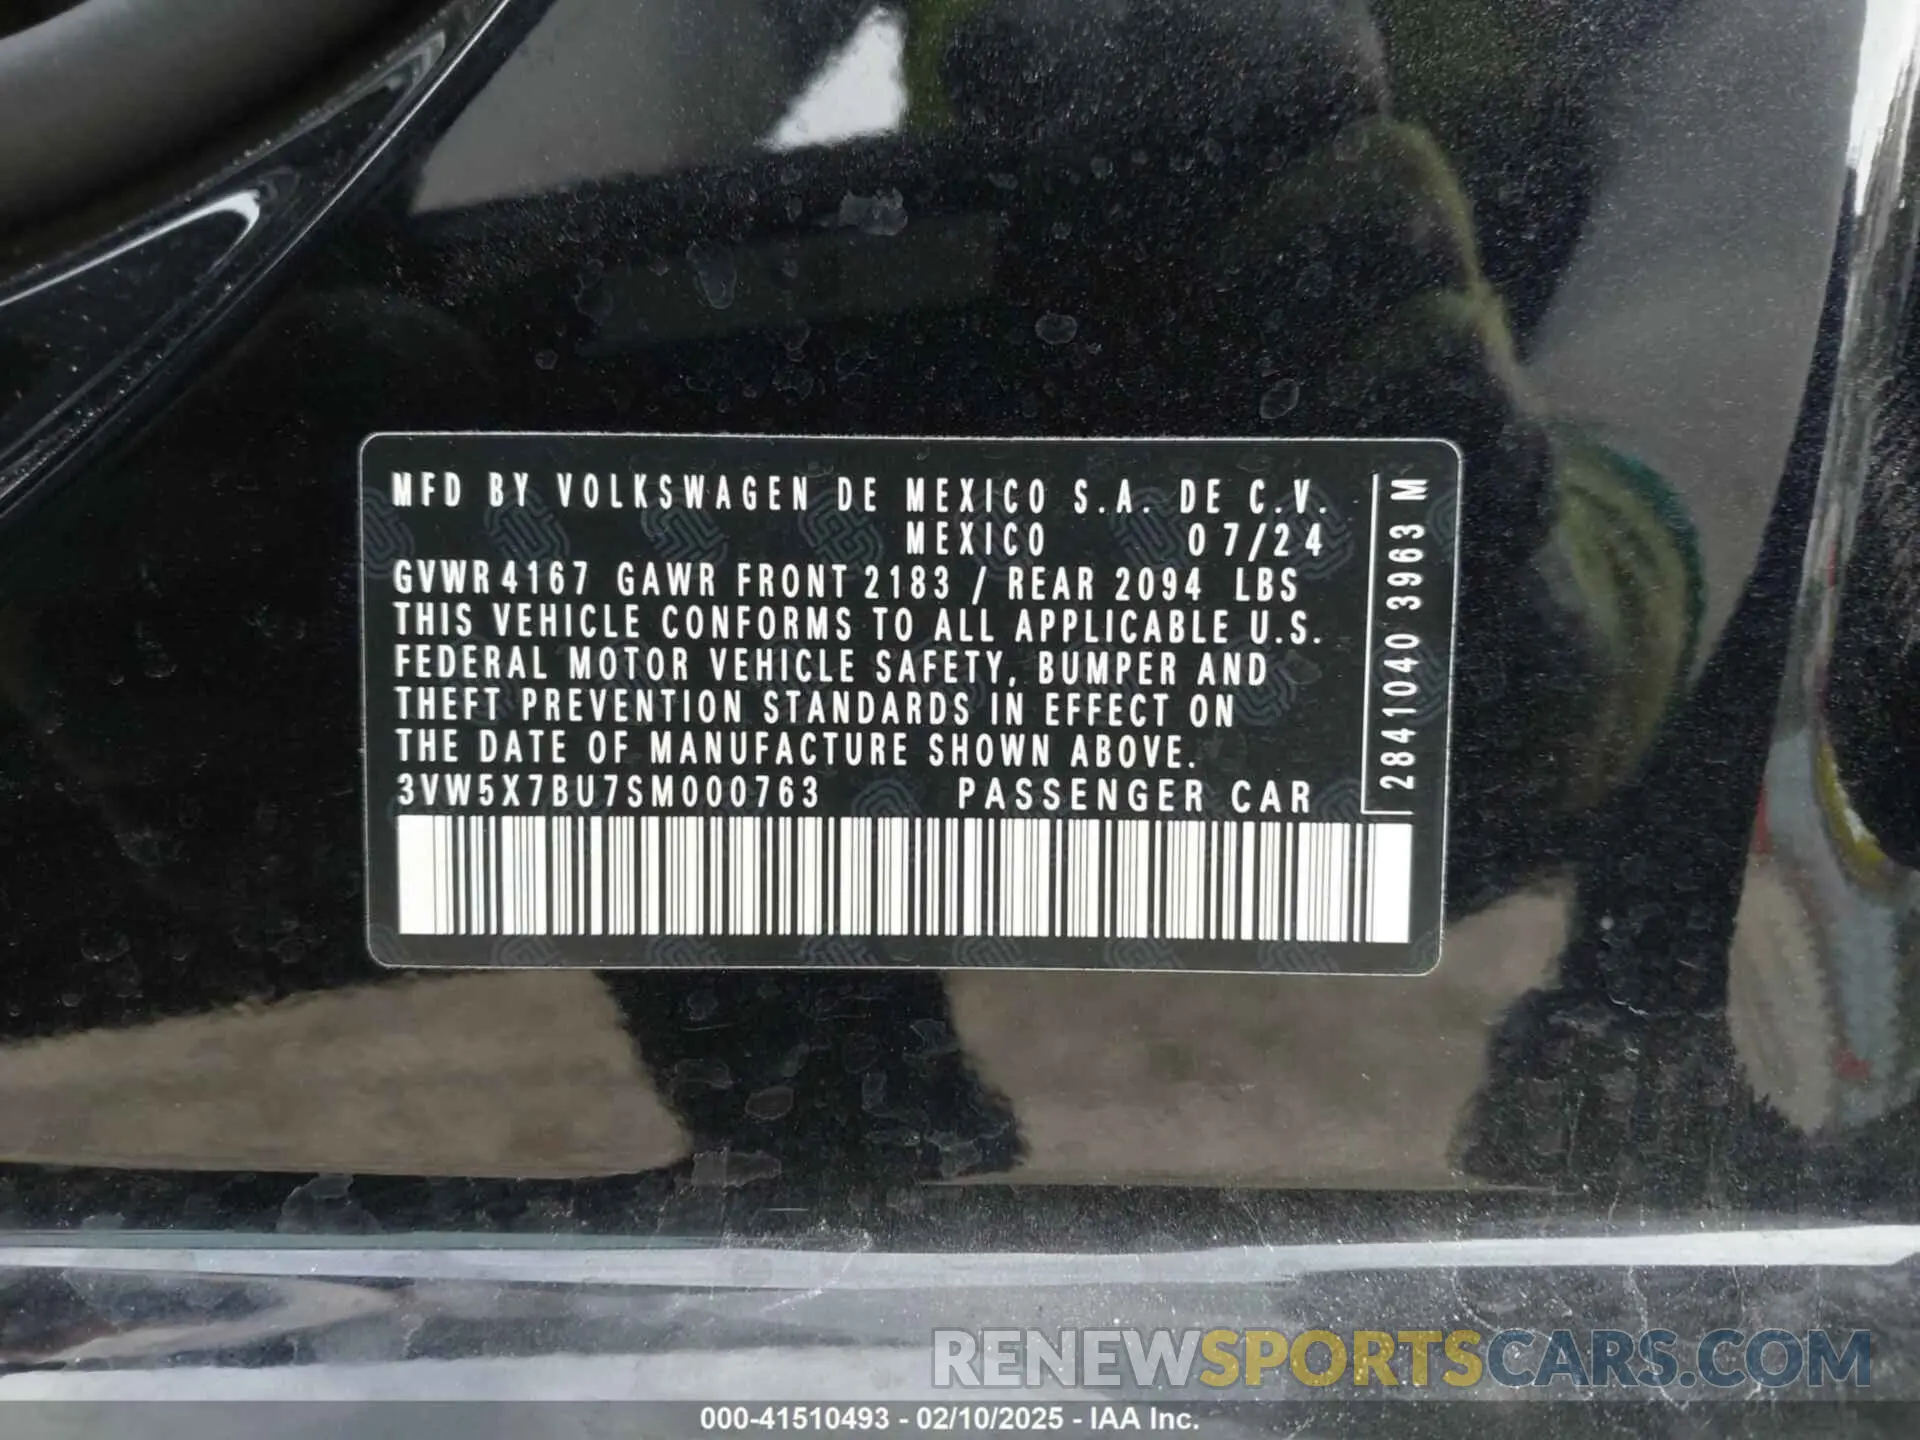 MFD BY VOLKSWAGEN DE MEXICO S.A. DE C.V.
MEXICO 07/24
GVWR 4167 GAWR FRONT 2183 / REAR 2094 LBS
THIS VEHICLE CONFORMS TO ALL APPLICABLE U.S.
FEDERAL MOTOR VEHICLE SAFETY, BUMPER AND
THEFT PREVENTION STANDARDS IN EFFECT ON
THE DATE OF MANUFACTURE SHOWN ABOVE.
3VW5X7BU7SM000763 PASSENGER CAR
2841040 3963 M
RENEWSPORTSCARS.COM
000-41510493 - 02/10/2025 - IAA Inc.